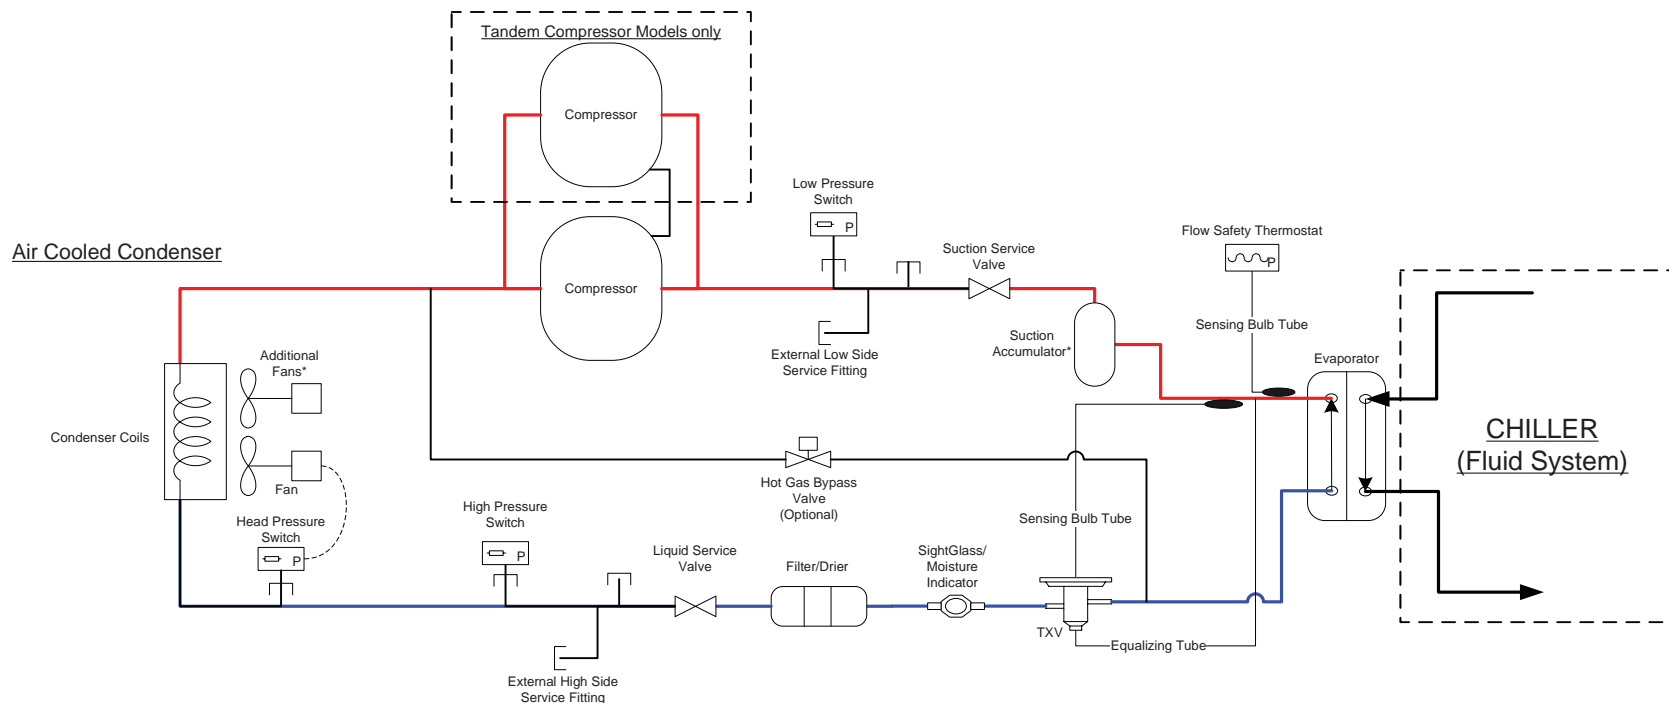 Tandem Compressor Models only
Compressor
Low Pressure
Switch
P
Flow Safety Thermostat
P
Air Cooled Condenser
Suction Service
Valve
Compressor
Sensing Bulb Tube
Suction
Accumulator*
External Low Side
Service Fitting
Evaporator
Additional
Fans*
CHILLER
(Fluid System)
Condenser Coils
Fan
Hot Gas Bypass
Valve
(Optional)
Head Pressure
Switch
P
High Pressure
Switch
P
Sensing Bulb Tube
Liquid Service
Valve
Filter/Drier
SightGlass/
Moisture
Indicator
TXV
Equalizing Tube
External High Side
Service Fitting